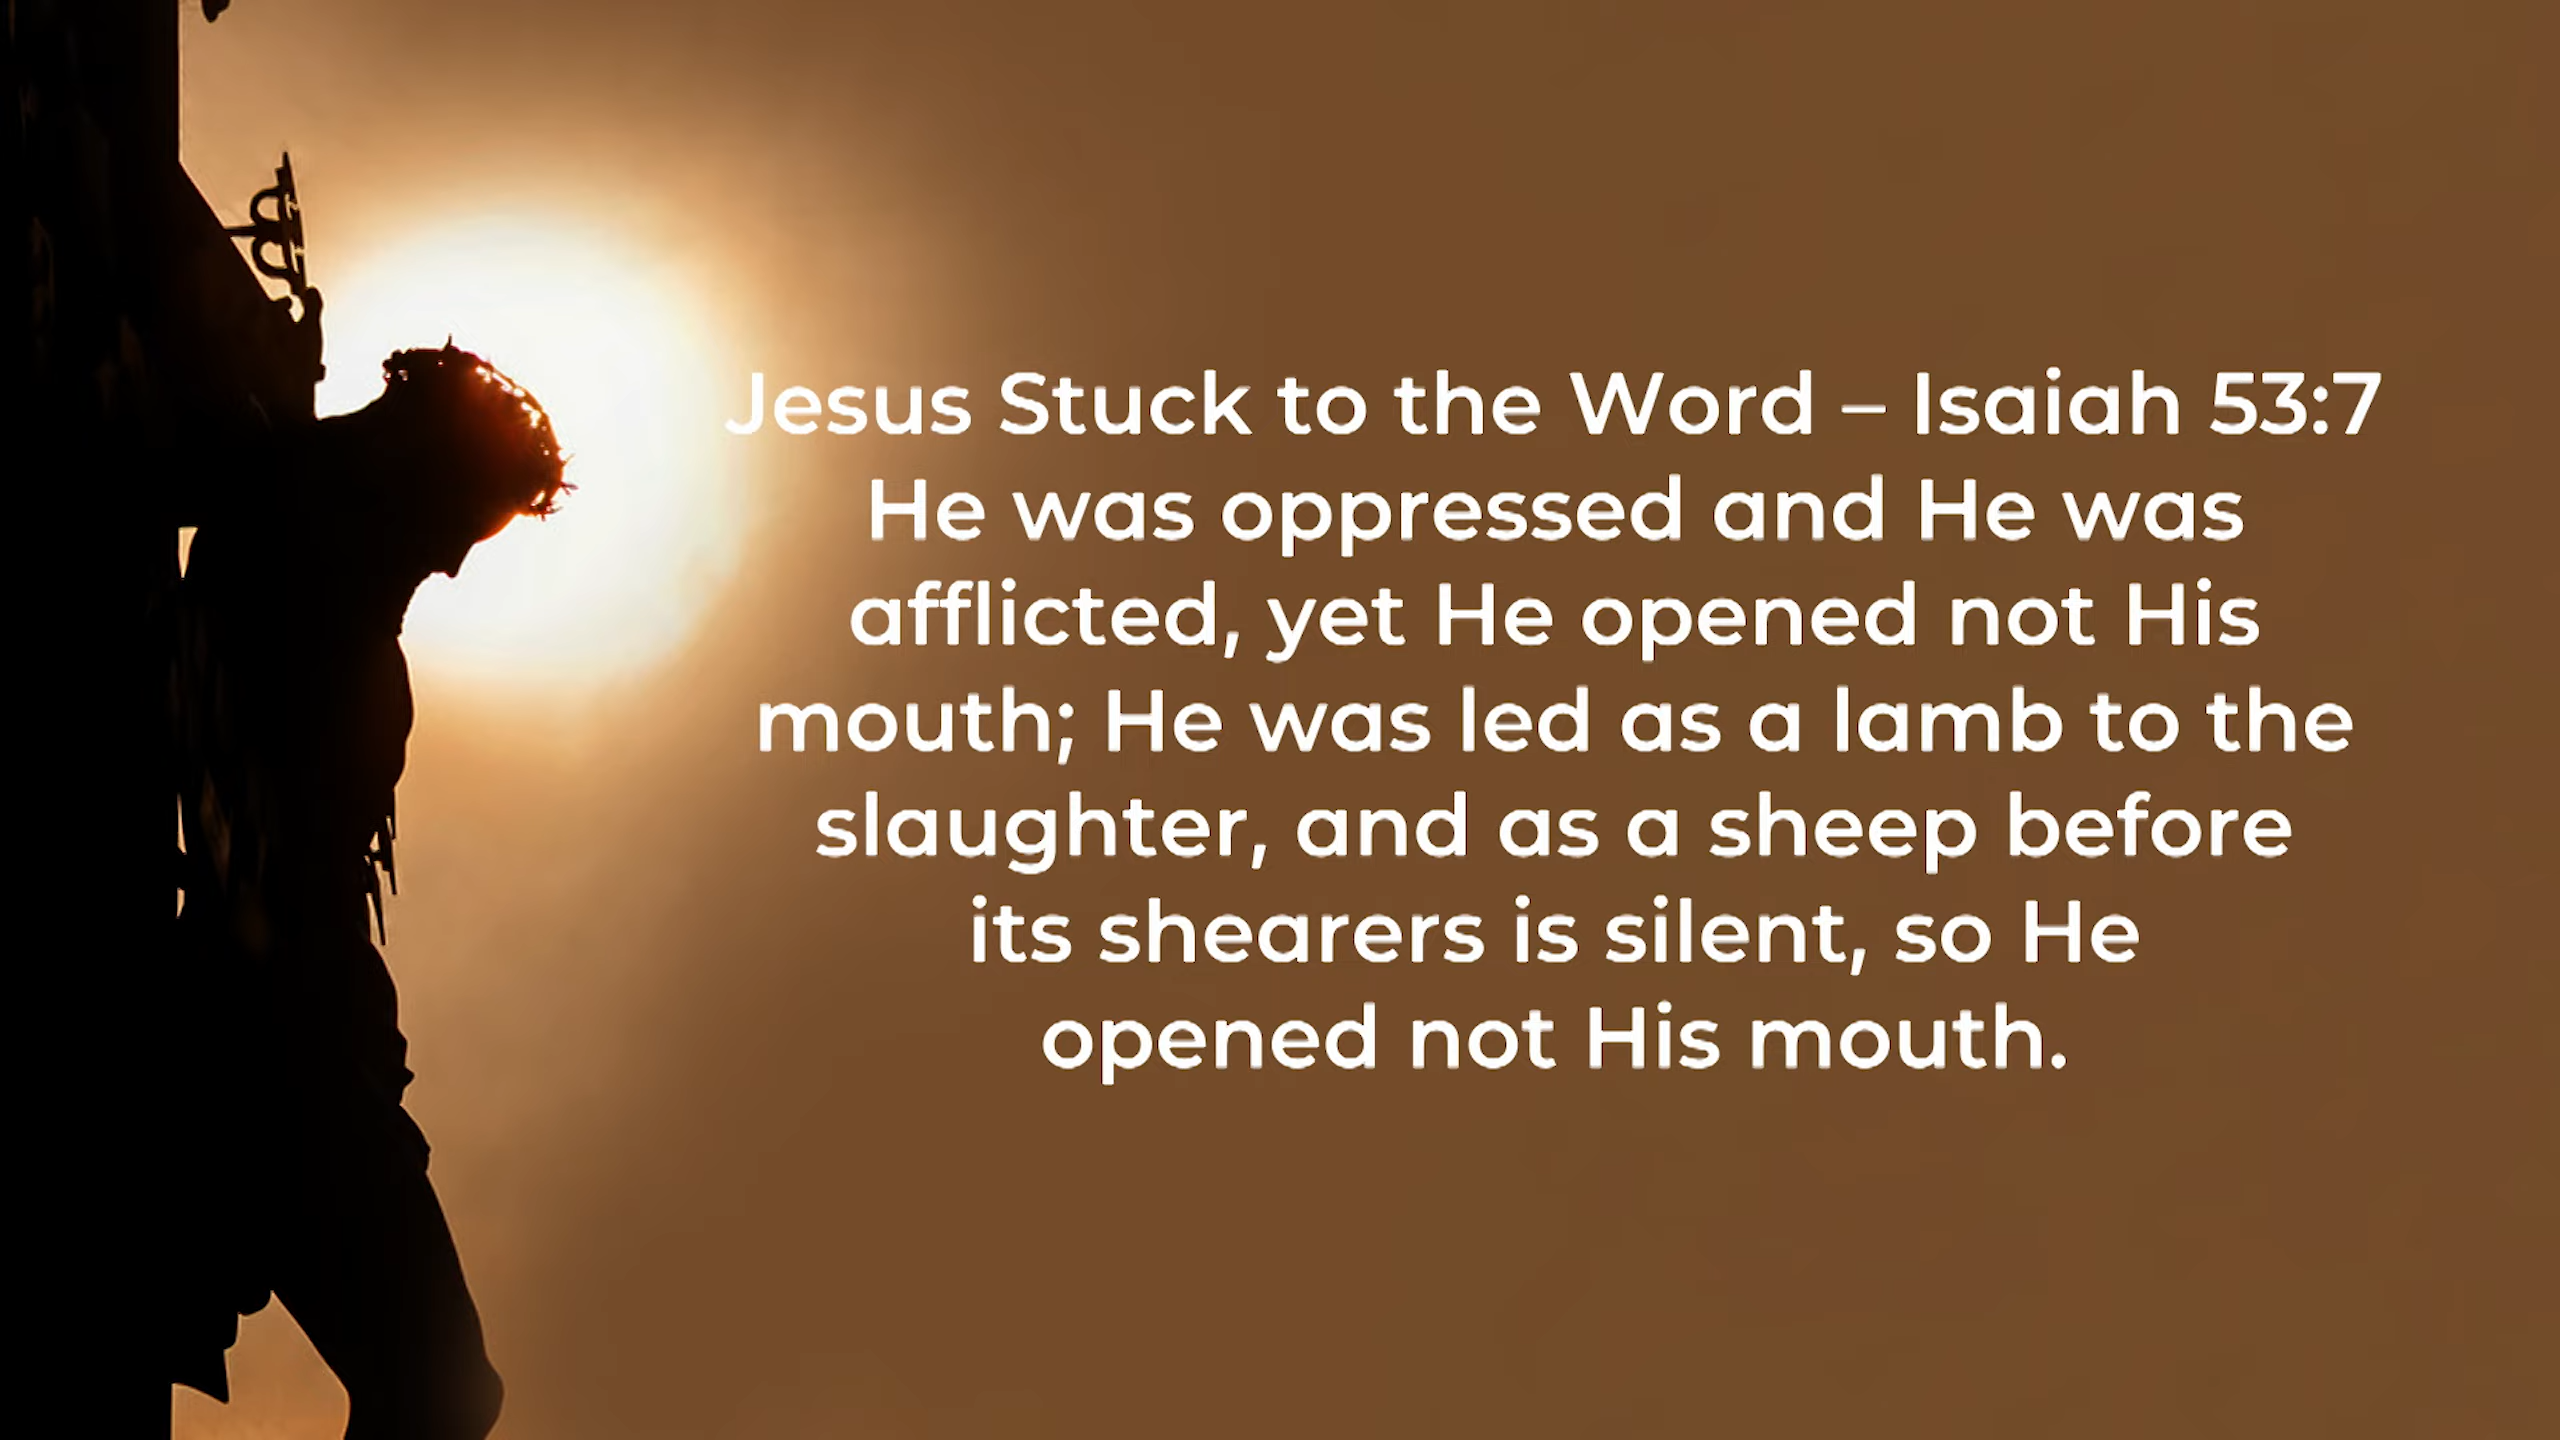 Jesus Stuck to the Word – Isaiah 53:7
He was oppressed and He was
afflicted, yet He opened not His
mouth; He was led as a lamb to the
slaughter, and as a sheep before
its shearers is silent, so He
opened not His mouth.